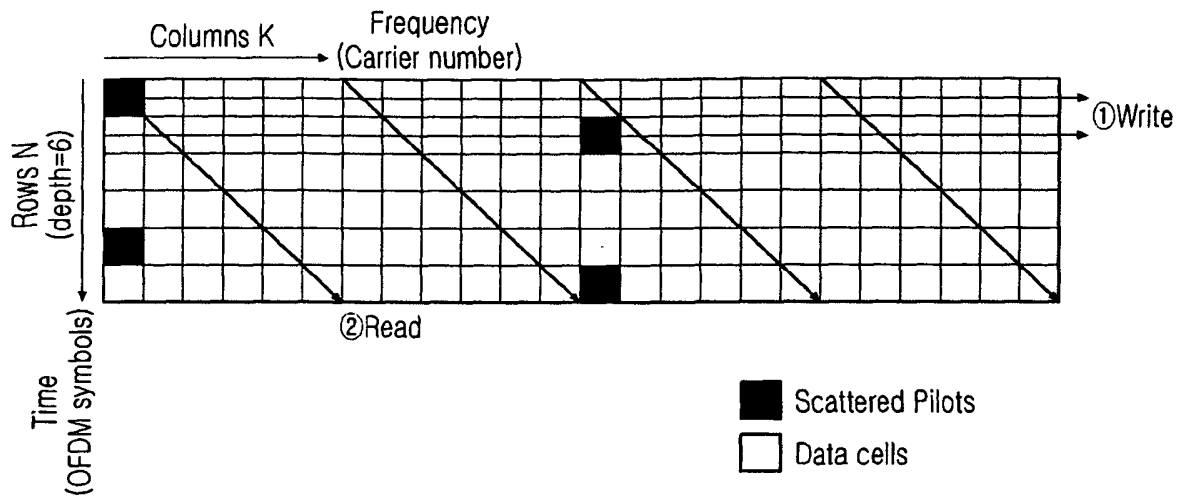 Columns K
Frequency
(Carrier number)
①Write
Rows N
(depth=6)
②Read
Time
(OFDM symbols)
Scattered Pilots
Data cells